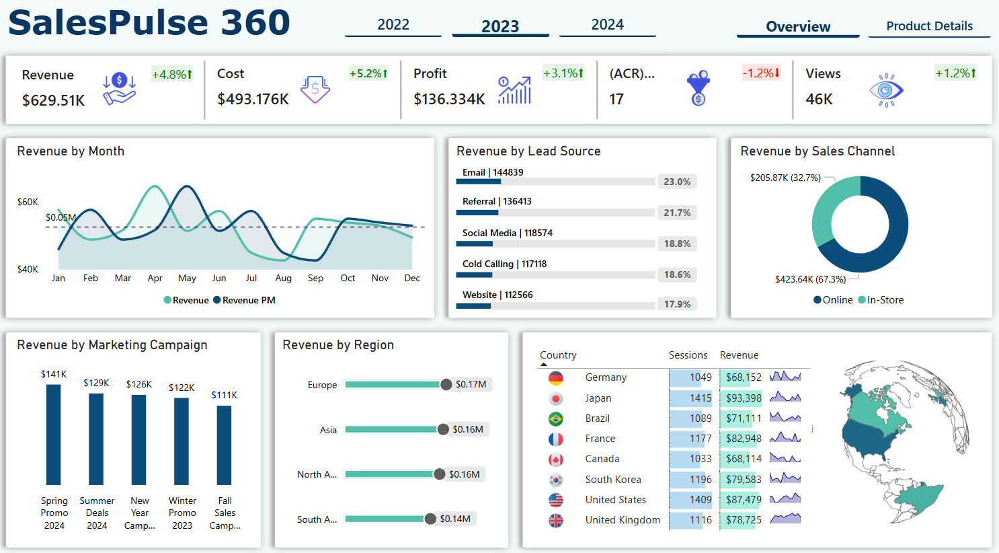 SalesPulse 360
2022
2023
2024
Overview
Product Details
Revenue
+4.8%
$629.51K
Cost
+5.2%
$493.176K
Profit
+3.1%
$136.334K
(ACR)...
-1.2%
17
Views
+1.2%
46K
Revenue by Month
$60K
$0.05M
$40K
Jan Feb Mar Apr May Jun Jul Aug Sep Oct Nov Dec
Revenue Revenue PM
Revenue by Lead Source
Email | 144839
23.0%
Referral | 136413
21.7%
Social Media | 118574
18.8%
Cold Calling | 117118
18.6%
Website | 112566
17.9%
Revenue by Sales Channel
$205.87K (32.7%)
$423.64K (67.3%)
Online In-Store
Revenue by Marketing Campaign
$141K
$129K
$126K
$122K
$111K
Spring
Promo
2024
Summer
Deals
2024
New
Year
Camp...
Winter
Promo
2023
Fall
Sales
Camp...
Revenue by Region
Europe $0.17M
Asia $0.16M
North A... $0.16M
South A... $0.14M
Country Sessions Revenue
Germany 1049 $68,152
Japan 1415 $93,398
Brazil 1089 $71,111
France 1177 $82,948
Canada 1033 $68,114
South Korea 1196 $79,583
United States 1409 $87,479
United Kingdom 1116 $78,725